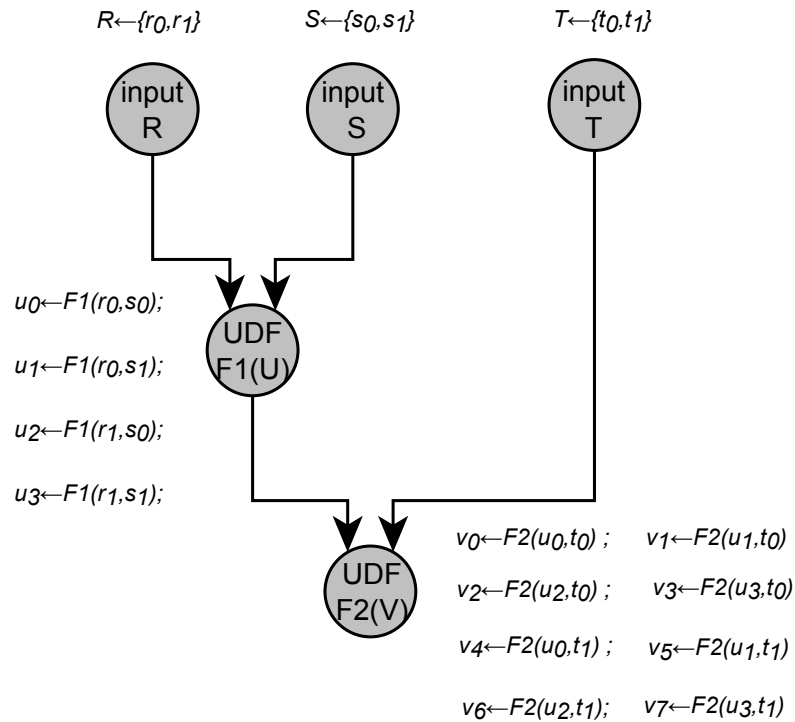 R←{r0,r1} S←{s0,s1} T←{t0,t1}
input R
input S
input T
u0←F1(r0,s0);
u1←F1(r0,s1);
u2←F1(r1,s0);
u3←F1(r1,s1);
UDF
F1(U)
UDF
F2(V)
v0←F2(u0,t0) ; v1←F2(u1,t0)
v2←F2(u2,t0) ; v3←F2(u3,t0)
v4←F2(u0,t1) ; v5←F2(u1,t1)
v6←F2(u2,t1); v7←F2(u3,t1)